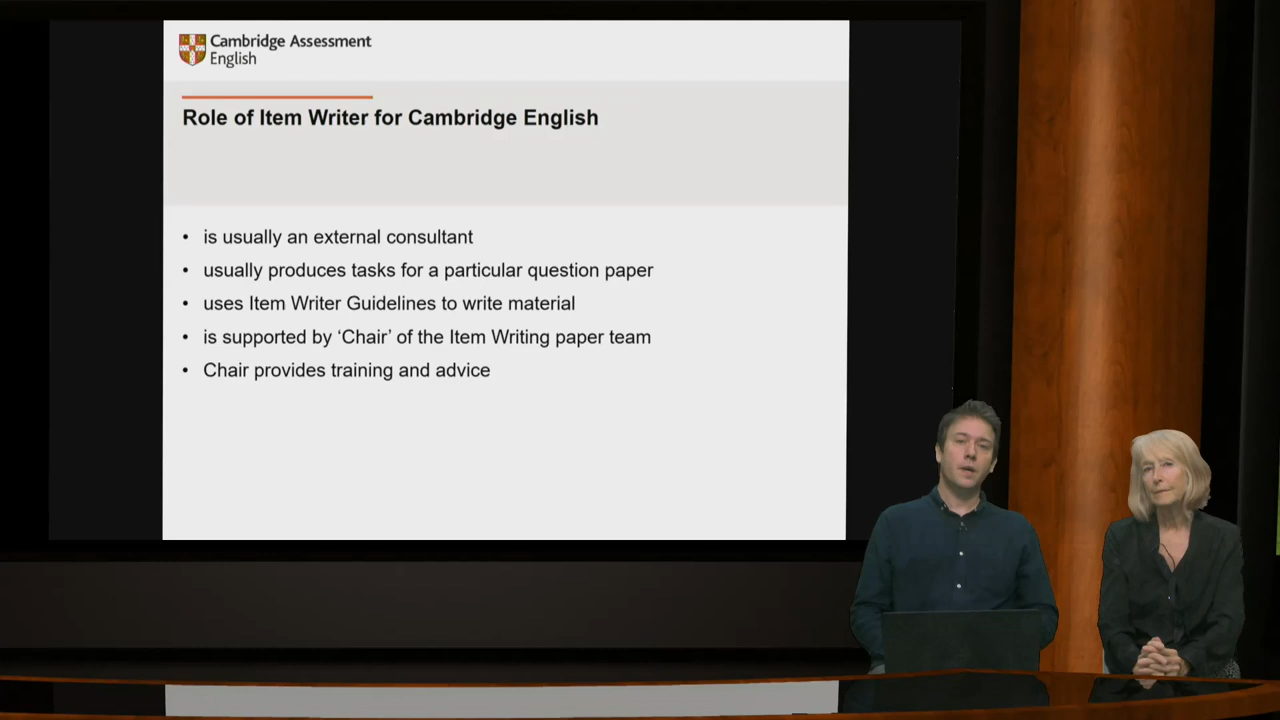 Cambridge Assessment
English
Role of Item Writer for Cambridge English
• is usually an external consultant
• usually produces tasks for a particular question paper
• uses Item Writer Guidelines to write material
• is supported by ‘Chair’ of the Item Writing paper team
• Chair provides training and advice